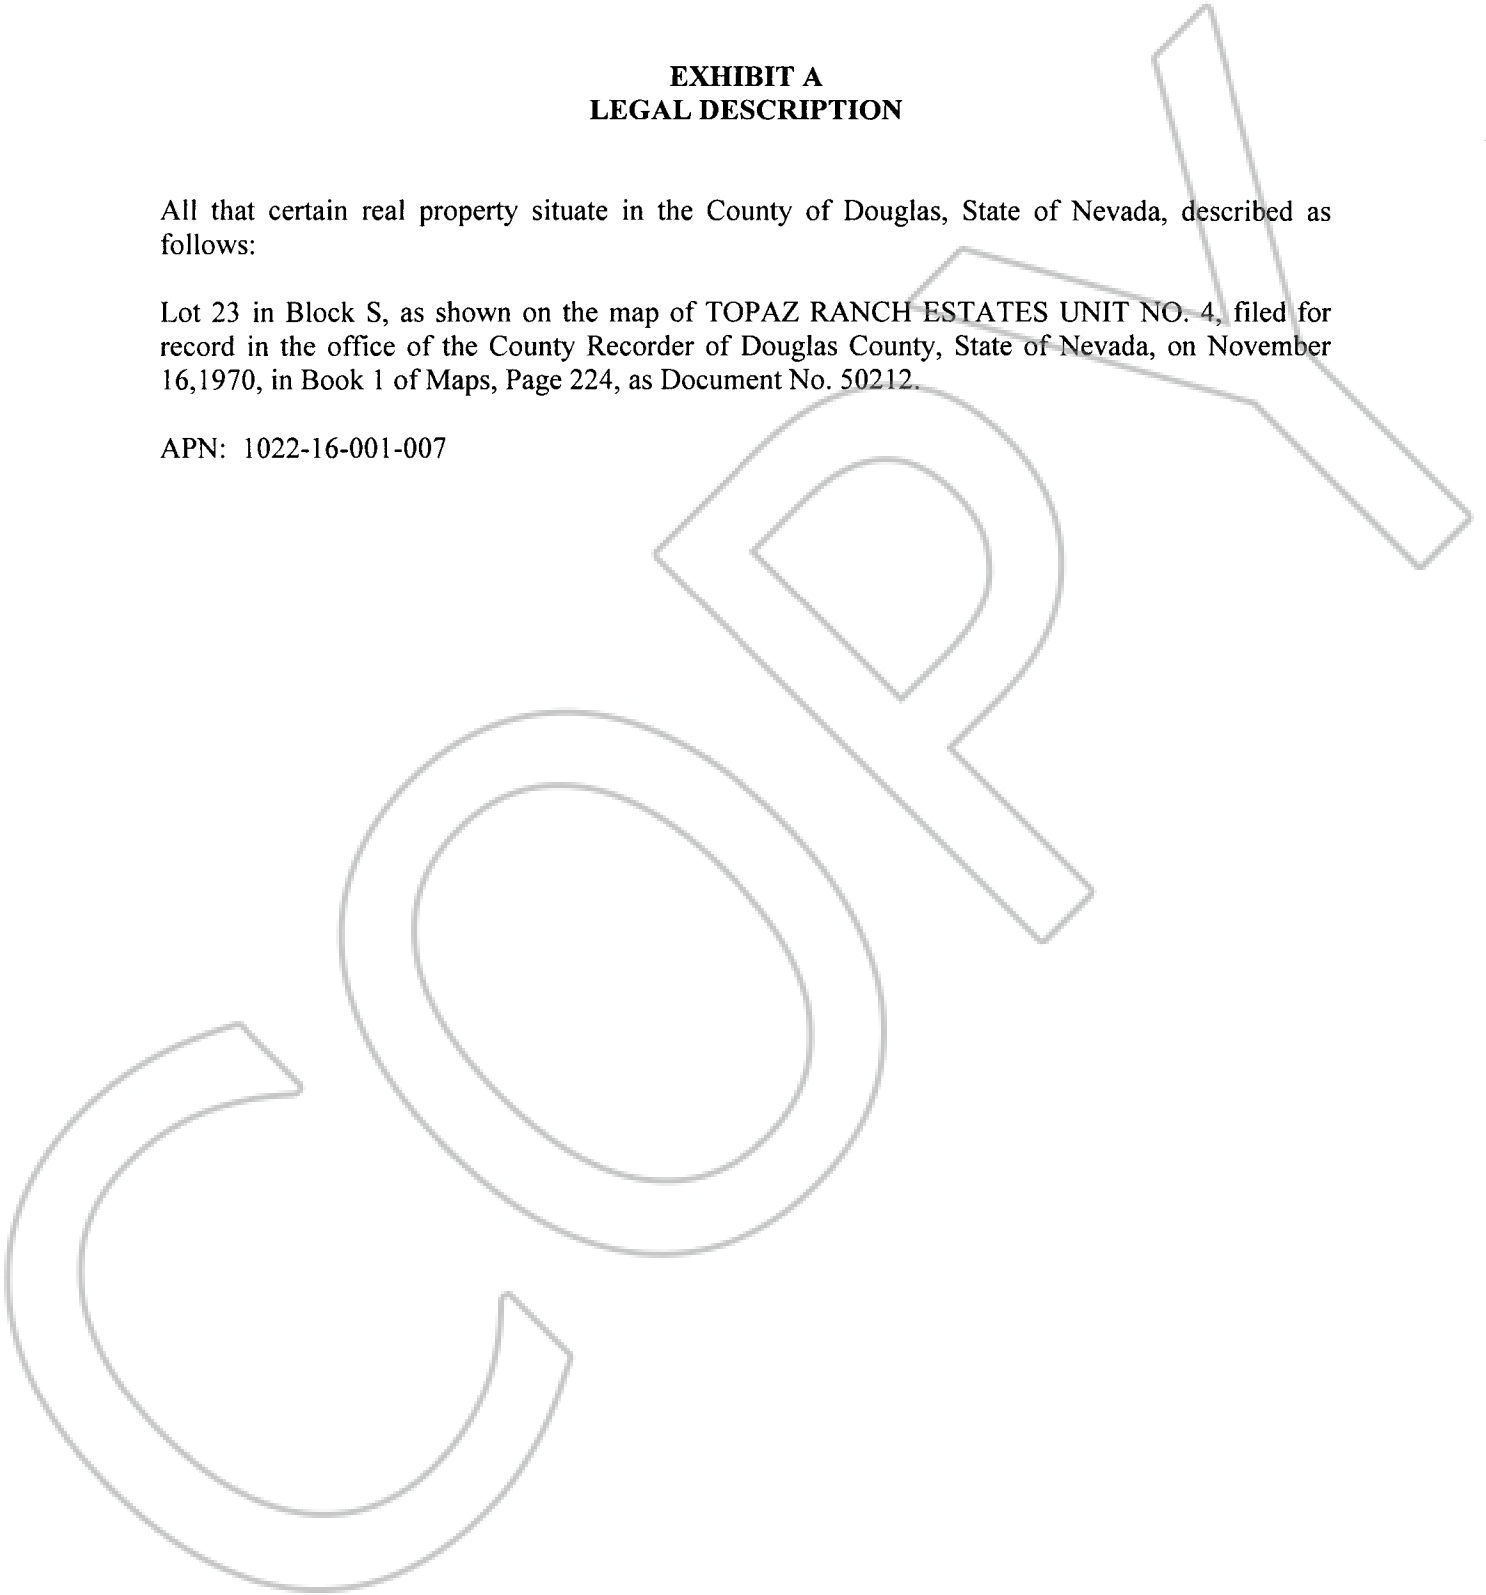 EXHIBIT A
LEGAL DESCRIPTION
All that certain real property situate in the County of Douglas, State of Nevada, described as
follows:
Lot 23 in Block S, as shown on the map of TOPAZ RANCH ESTATES UNIT NO. 4, filed for
record in the office of the County Recorder of Douglas County, State of Nevada, on November
16,1970, in Book 1 of Maps, Page 224, as Document No. 50212.
APN: 1022-16-001-007
COPY